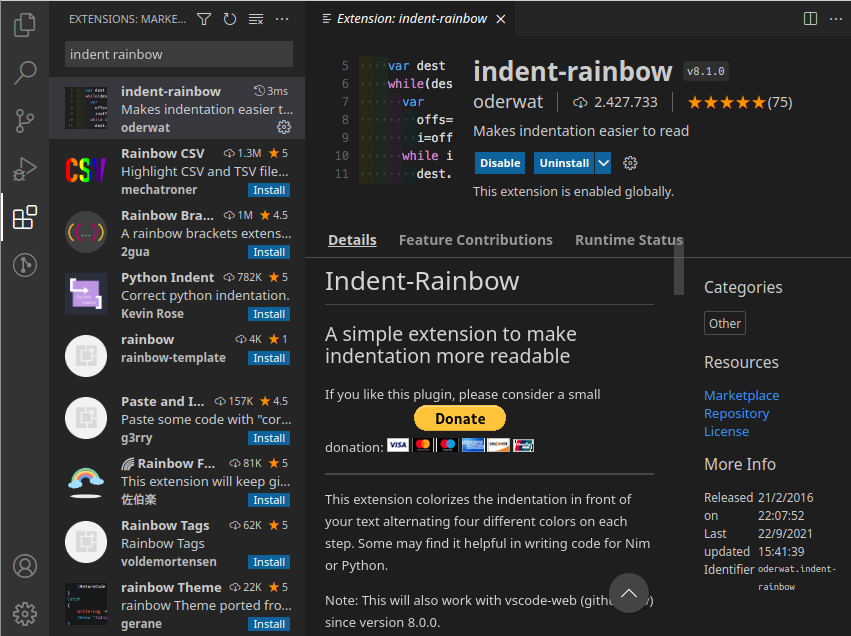 EXTENSIONS: MARKE...
indent rainbow
indent-rainbow 3ms
Makes indentation easier t...
oderwat
Rainbow CSV 1.3M 5
Highlight CSV and TSV file...
mechatroner Install
Rainbow Bra... 1M 4.5
A rainbow brackets extens...
2gua Install
Python Indent 782K 5
Correct python indentation.
Kevin Rose Install
rainbow 4K 1
rainbow-template Install
Paste and I... 157K 4.5
Paste some code with "cor...
g3rry Install
Rainbow F... 81K 5
This extension will keep gi...
佐伯楽 Install
Rainbow Tags 62K 5
Rainbow Tags
voldemortensen Install
rainbow Theme 22K 5
rainbow Theme ported fro...
gerane Install
CSV
(...)
Extension: indent-rainbow
5 var dest
6 while(des
7 var
8 offs=
9 i=off
10 while i
11 dest.
indent-rainbow v8.1.0
oderwat 2.427.733 (75)
Makes indentation easier to read
Disable Uninstall
This extension is enabled globally.
Details Feature Contributions Runtime Status
Indent-Rainbow
A simple extension to make
indentation more readable
If you like this plugin, please consider a small
Donate
donation: VISA
This extension colorizes the indentation in front of
your text alternating four different colors on each
step. Some may find it helpful in writing code for Nim
or Python.
Note: This will also work with vscode-web
since version 8.0.0.
Categories
Other
Resources
Marketplace
Repository
License
More Info
Released on 21/2/2016 22:07:52
Last updated 22/9/2021 15:41:39
Identifier oderwat.indent-rainbow